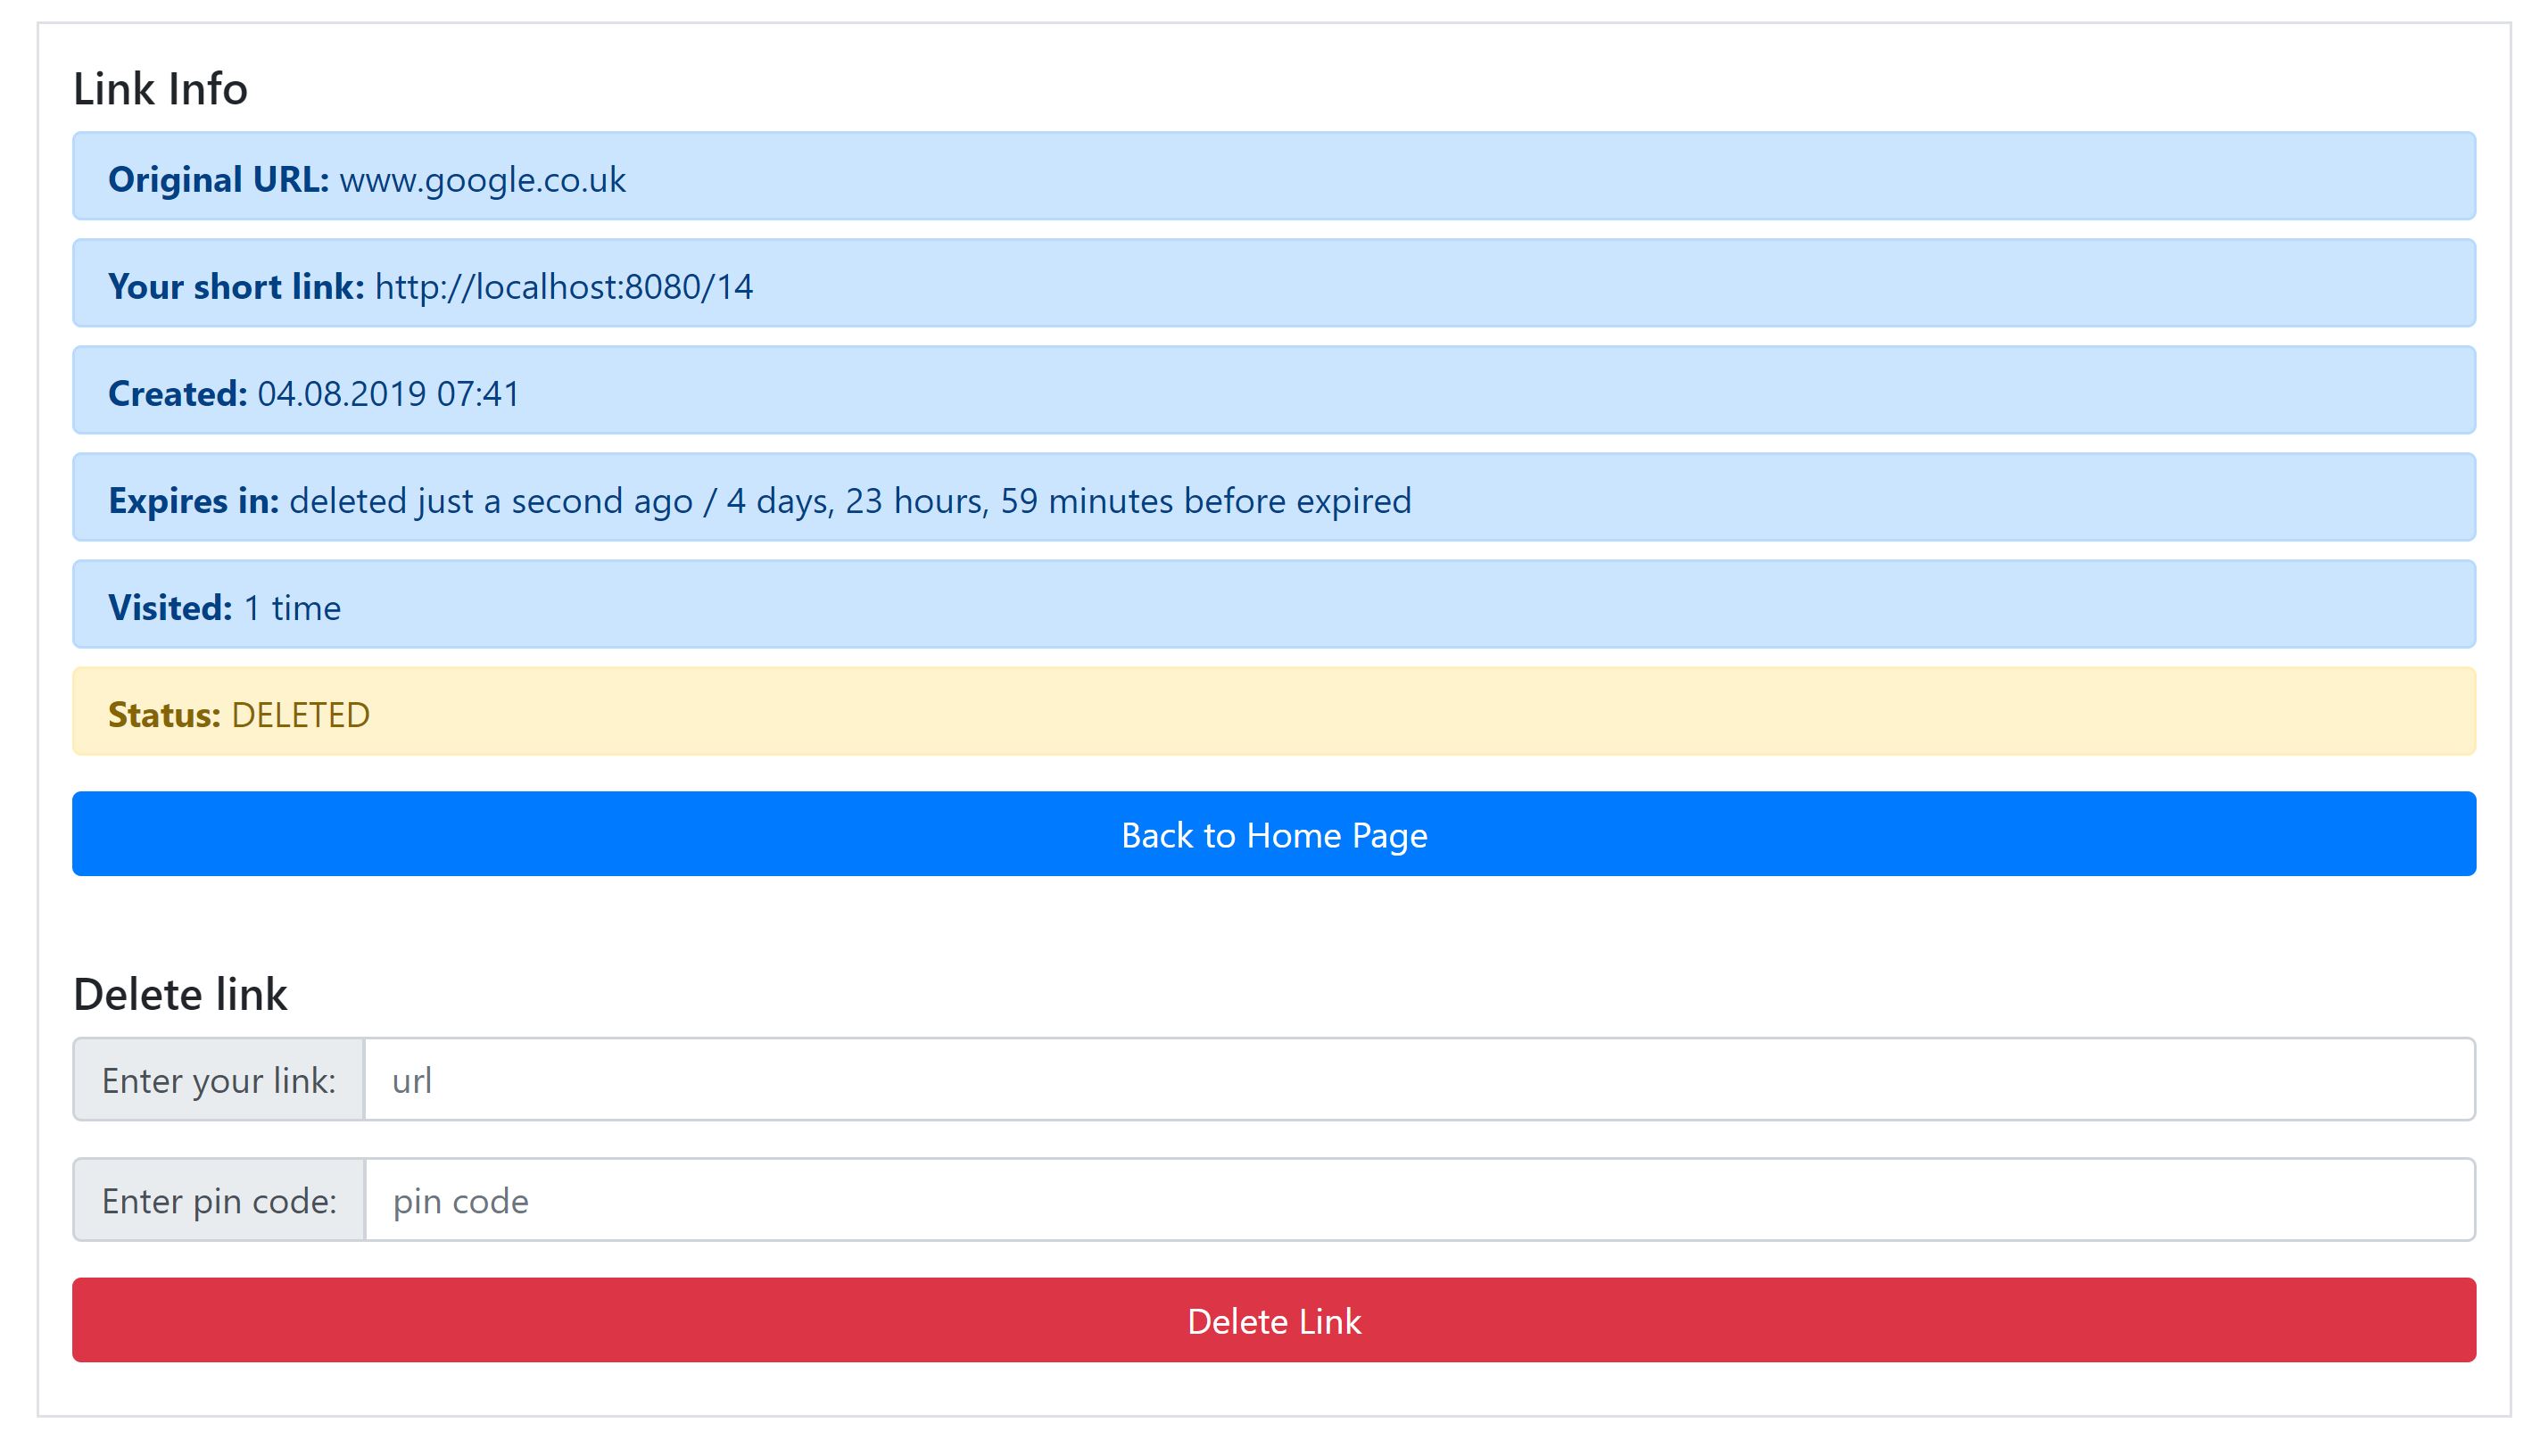 Link Info
Original URL: www.google.co.uk
Your short link: http://localhost:8080/14
Created: 04.08.2019 07:41
Expires in: deleted just a second ago / 4 days, 23 hours, 59 minutes before expired
Visited: 1 time
Status: DELETED
Back to Home Page
Delete link
Enter your link: url
Enter pin code: pin code
Delete Link